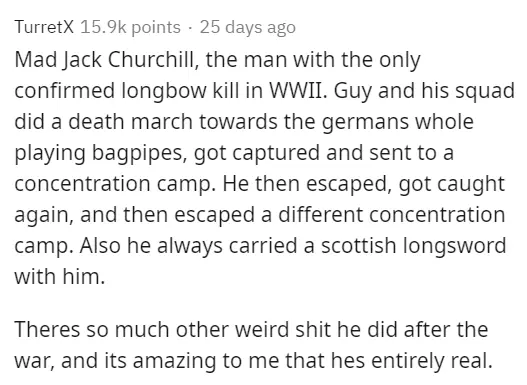 TurretX 15.9k points · 25 days ago
Mad Jack Churchill, the man with the only
confirmed longbow kill in WWII. Guy and his squad
did a death march towards the germans whole
playing bagpipes, got captured and sent to a
concentration camp. He then escaped, got caught
again, and then escaped a different concentration
camp. Also he always carried a scottish longsword
with him.
Theres so much other weird shit he did after the
war, and its amazing to me that hes entirely real.